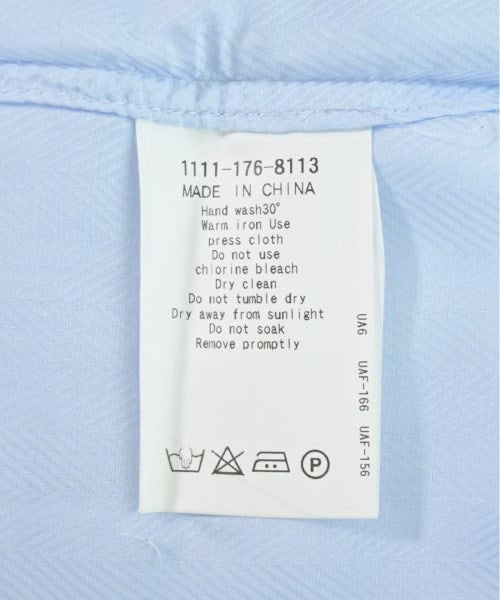 1111-176-8113
MADE IN CHINA
Hand wash30°
Warm iron Use
press cloth
Do not use
chlorine bleach
Dry clean
Do not tumble dry
Dry away from sunlight
Do not soak
Remove promptly
UA6 UAF-166 UAF-156
P